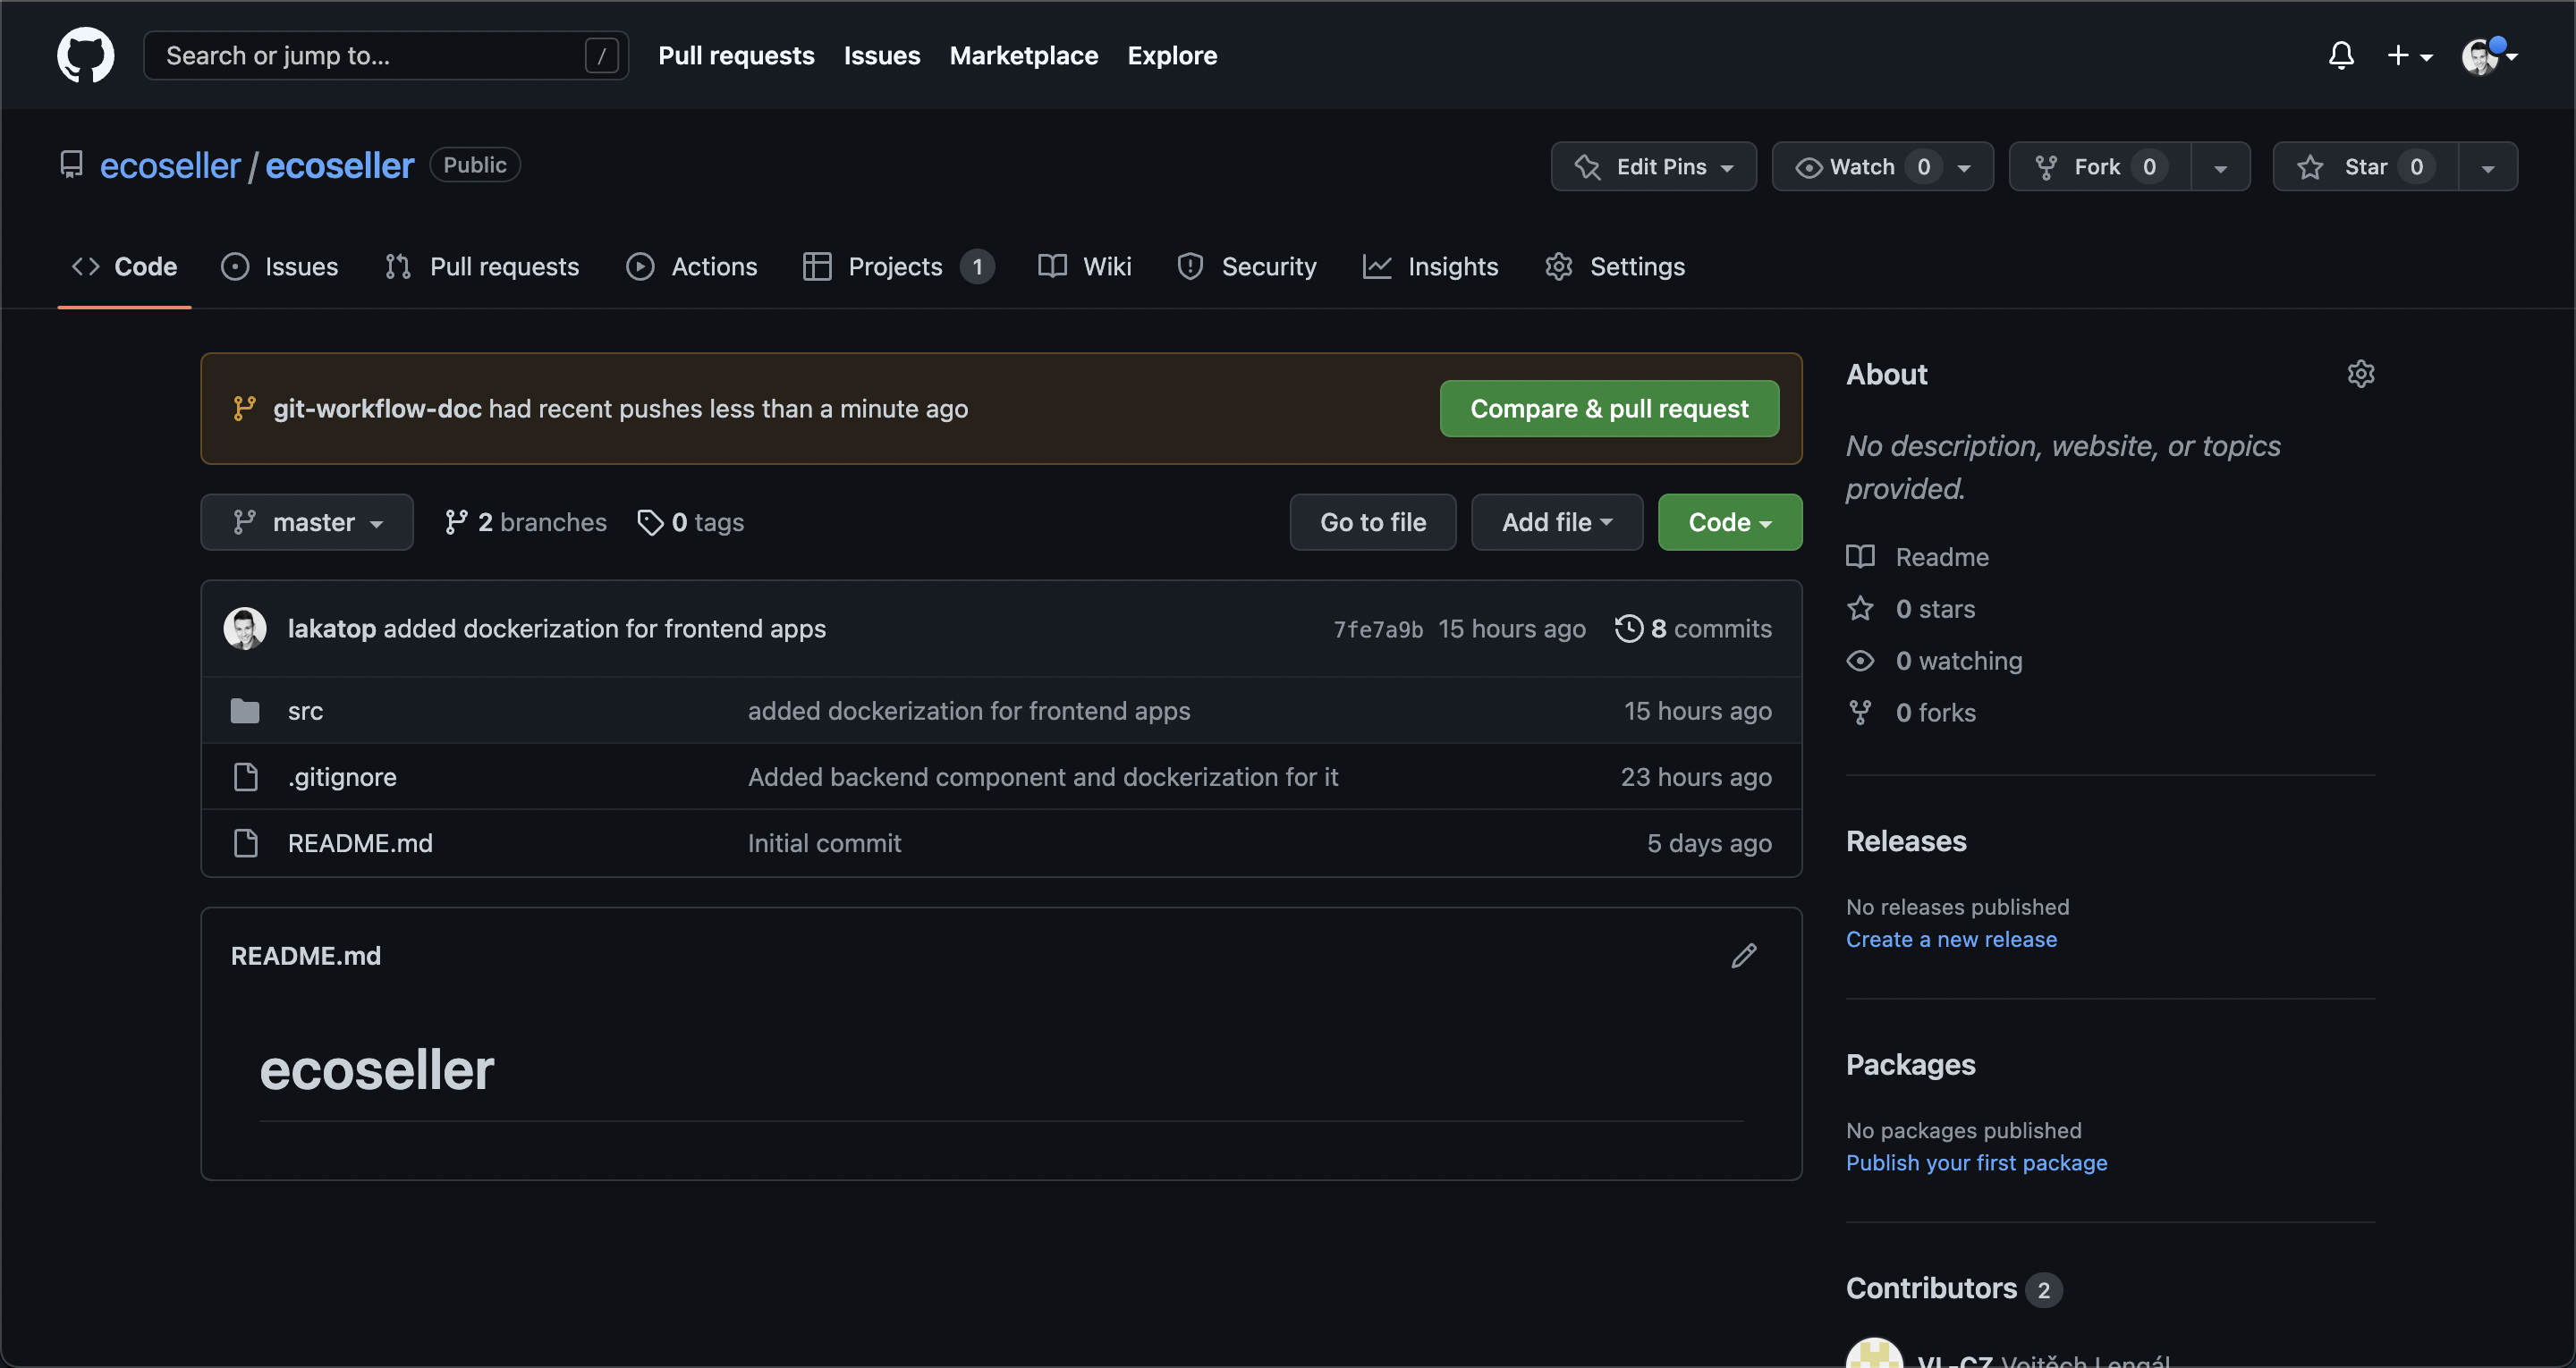 Search or jump to... /
Pull requests Issues Marketplace Explore
ecoseller / ecoseller Public
Edit Pins Watch 0 Fork 0 Star 0
Code Issues Pull requests Actions Projects 1 Wiki Security Insights Settings
git-workflow-doc had recent pushes less than a minute ago
Compare & pull request
master 2 branches 0 tags
Go to file Add file Code
lakatop added dockerization for frontend apps 7fe7a9b 15 hours ago 8 commits
src added dockerization for frontend apps 15 hours ago
.gitignore Added backend component and dockerization for it 23 hours ago
README.md Initial commit 5 days ago
README.md
ecoseller
About
No description, website, or topics
provided.
Readme
0 stars
0 watching
0 forks
Releases
No releases published
Create a new release
Packages
No packages published
Publish your first package
Contributors 2
VL-CZ Vojtěch Lengál